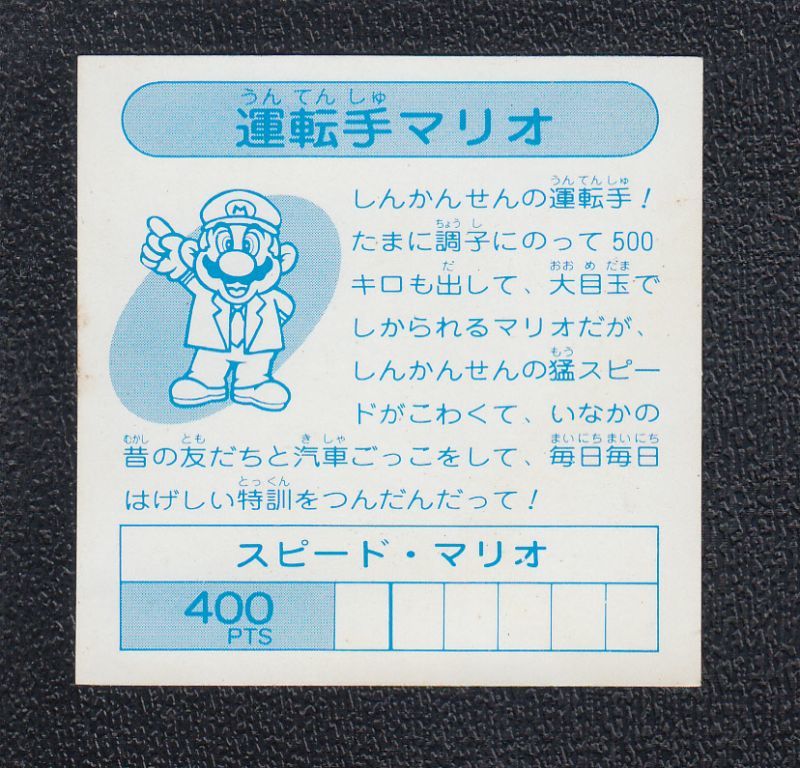 うんてんしゅ
運転手マリオ
うんてんしゅ
しんかんせんの運転手！
ちょうし
たまに調子にのって500
だ おおめだま
キロも出して、大目玉で
しかられるマリオだが、
もう
しんかんせんの猛スピー
ドがこわくて、いなかの
むかし とも きしゃ まいにちまいにち
昔の友だちと汽車ごっこをして、毎日毎日
とっくん
はげしい特訓をつんだんだって！
スピード・マリオ
400
PTS
M